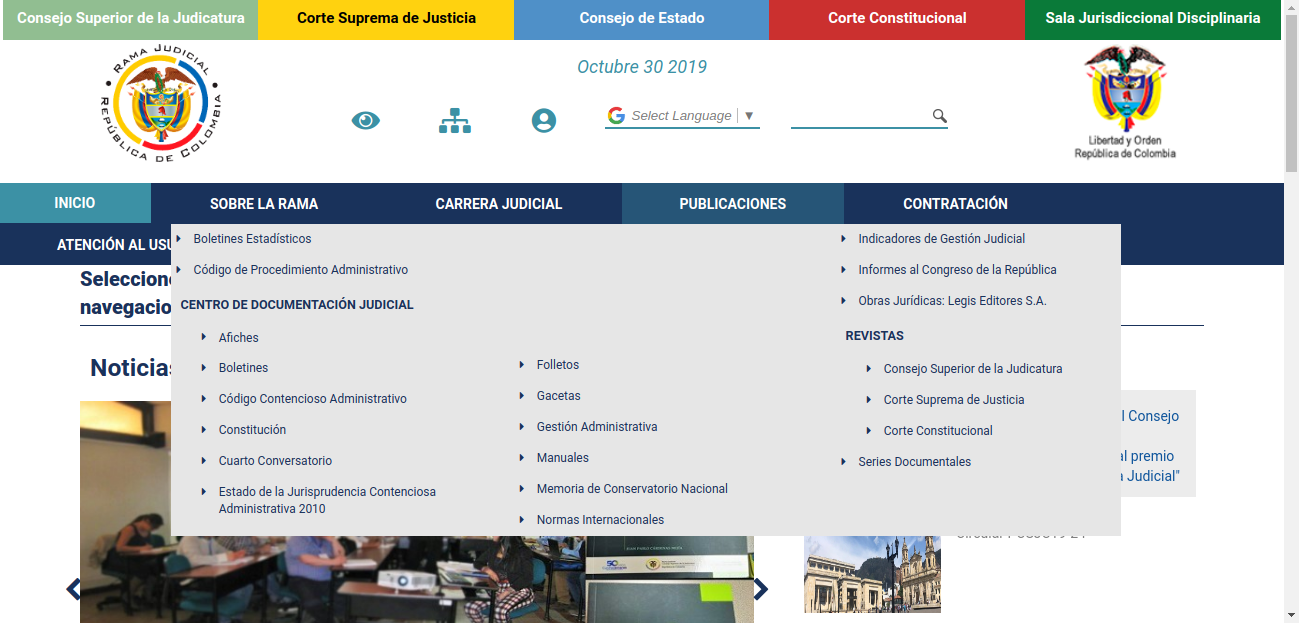 Consejo Superior de la Judicatura
Corte Suprema de Justicia
Consejo de Estado
Corte Constitucional
Sala Jurisdiccional Disciplinaria
RAMA JUDICIAL
REPÚBLICA DE COLOMBIA
Octubre 30 2019
Select Language ▼
Libertad y Orden
República de Colombia
INICIO
SOBRE LA RAMA
CARRERA JUDICIAL
PUBLICACIONES
CONTRATACIÓN
ATENCIÓN AL USU
Seleccion
navegacio
Noticias
Boletines Estadísticos
Código de Procedimiento Administrativo
CENTRO DE DOCUMENTACIÓN JUDICIAL
Afiches
Boletines
Código Contencioso Administrativo
Constitución
Cuarto Conversatorio
Estado de la Jurisprudencia Contenciosa
Administrativa 2010
Folletos
Gacetas
Gestión Administrativa
Manuales
Memoria de Conservatorio Nacional
Normas Internacionales
Indicadores de Gestión Judicial
Informes al Congreso de la República
Obras Jurídicas: Legis Editores S.A.
REVISTAS
Consejo Superior de la Judicatura
Corte Suprema de Justicia
Corte Constitucional
Series Documentales
l Consejo
al premio
Judicial"